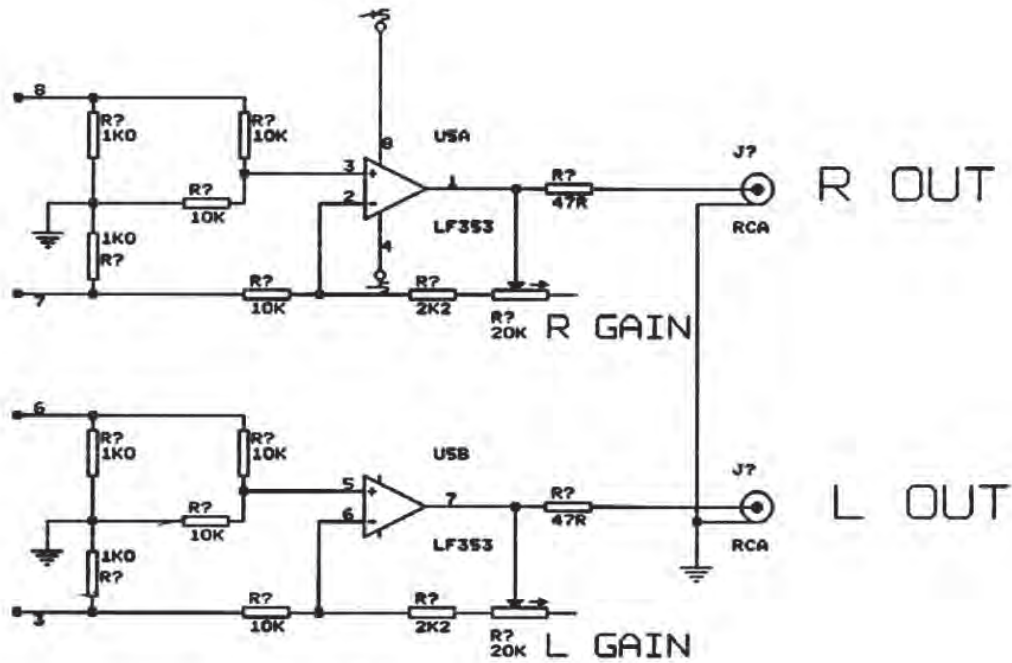 +5
8
R?
1K0
R?
10K
8
U5A
J?
3
+
R?
1
R OUT
R?
10K
2
-
47R
1K0
R?
4
LF353
RCA
-5
R?
R?
7
10K
2K2
R?
20K
R GAIN
6
R?
1K0
R?
10K
U5B
J?
5
+
R?
7
L OUT
R?
10K
6
-
47R
1K0
R?
LF353
RCA
R?
R?
3
10K
2K2
R?
20K
L GAIN